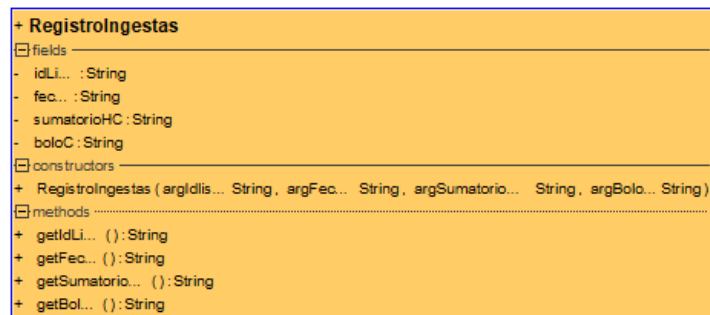 + RegistroIngestas
fields
- idLi... : String
- fec... : String
- sumatorioHC : String
- boloC : String
constructors
+ RegistroIngestas ( argIdlis... String , argFec... String , argSumatorio... String , argBolo... String )
methods
+ getIdLi... ( ) : String
+ getFec... ( ) : String
+ getSumatorio... ( ) : String
+ getBol... ( ) : String